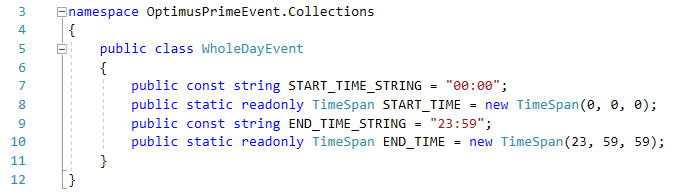 3 namespace OptimusPrimeEvent.Collections
4 {
5 public class WholeDayEvent
6 {
7 public const string START_TIME_STRING = "00:00";
8 public static readonly TimeSpan START_TIME = new TimeSpan(0, 0, 0);
9 public const string END_TIME_STRING = "23:59";
10 public static readonly TimeSpan END_TIME = new TimeSpan(23, 59, 59);
11 }
12 }